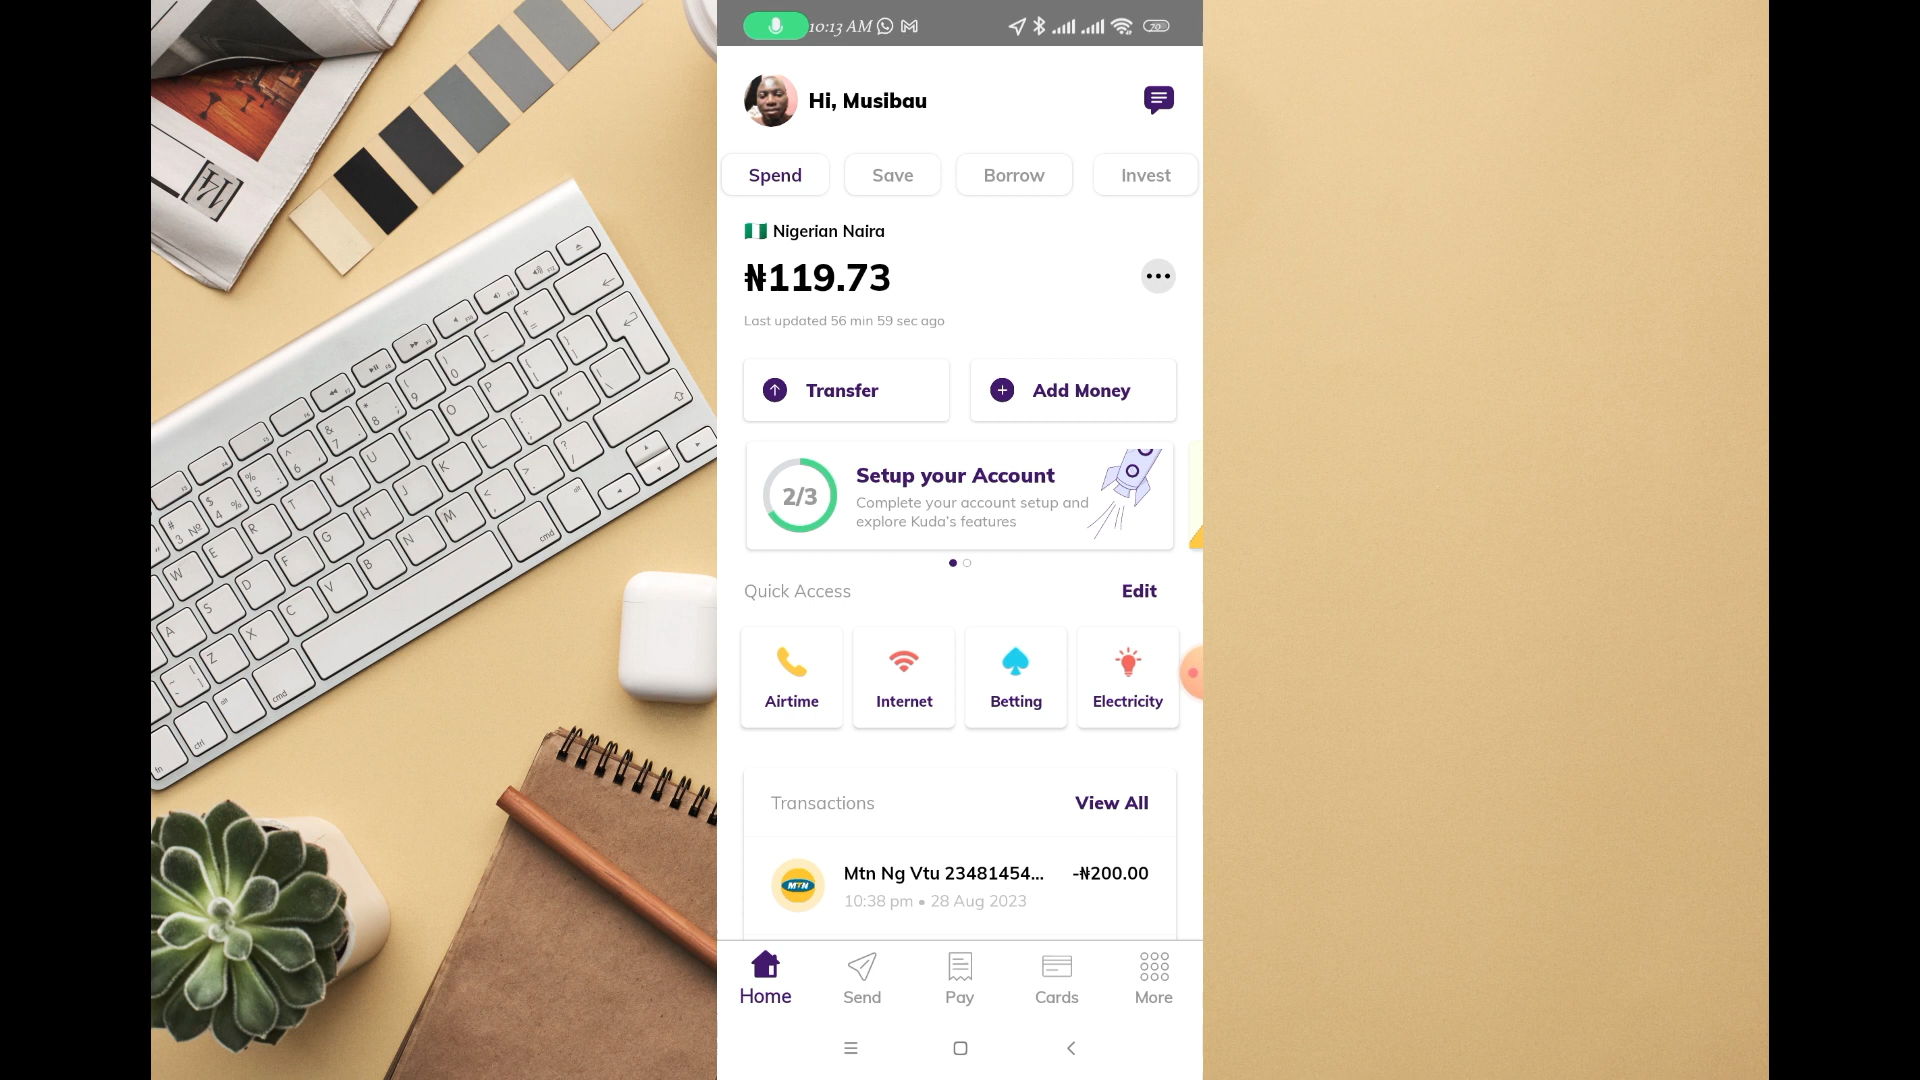 10:13 AM
70
Hi, Musibau
Spend Save Borrow Invest
Nigerian Naira
₦119.73
Last updated 56 min 59 sec ago
Transfer Add Money
2/3
Setup your Account
Complete your account setup and
explore Kuda's features
Quick Access Edit
Airtime Internet Betting Electricity
Transactions View All
MTN
Mtn Ng Vtu 23481454... -₦200.00
10:38 pm • 28 Aug 2023
Home Send Pay Cards More